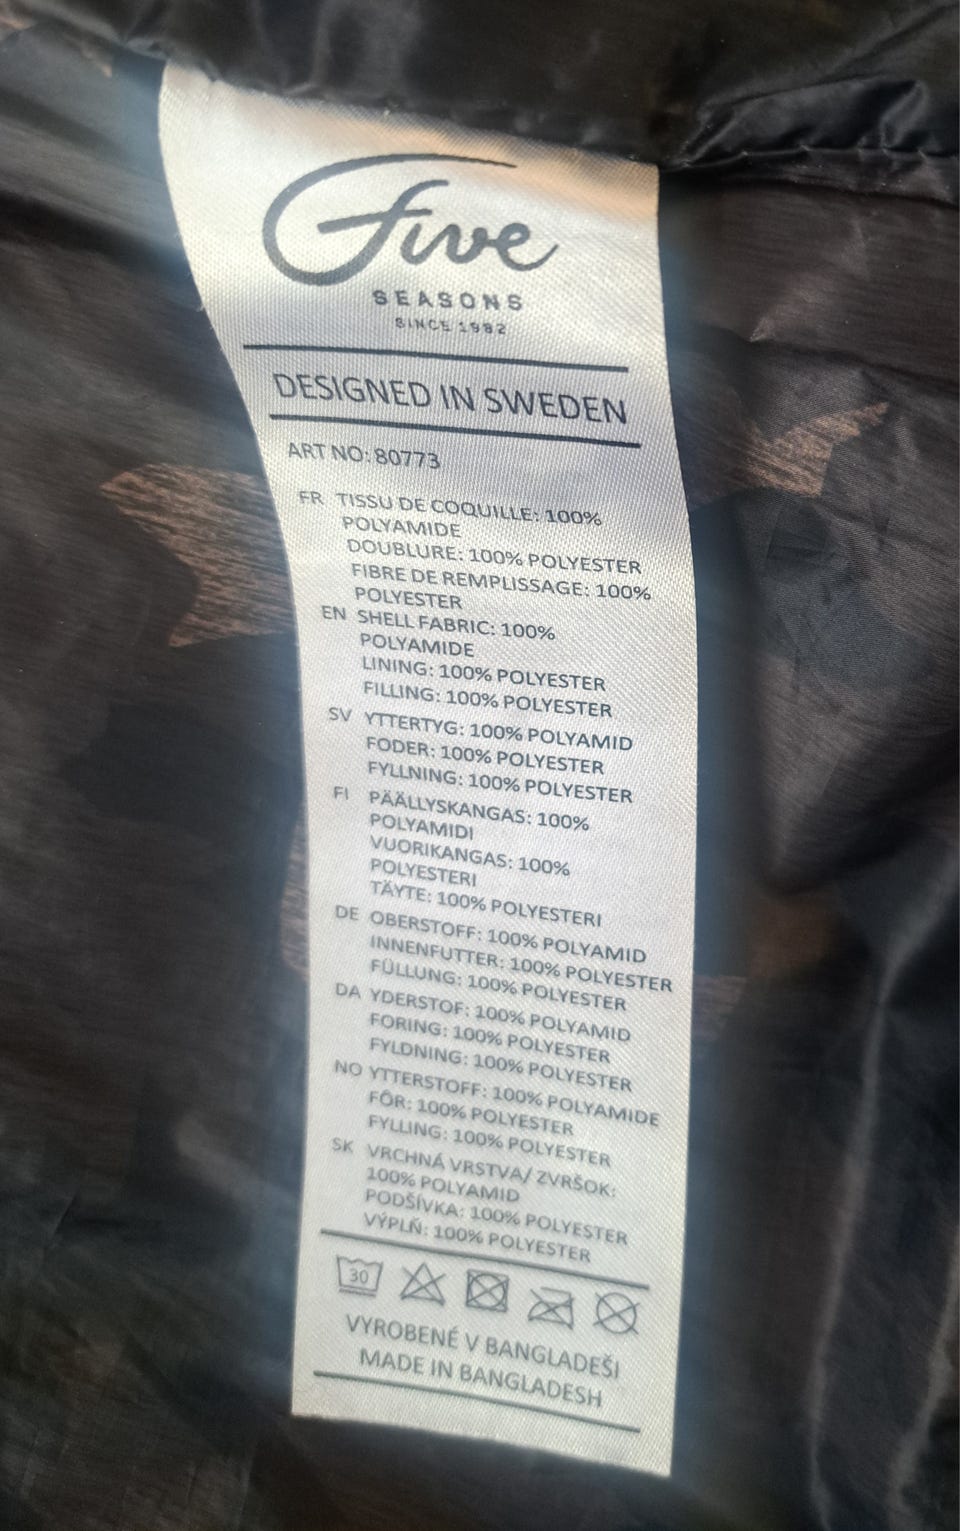 Five
SEASONS
SINCE 1982
DESIGNED IN SWEDEN
ART NO: 80773
FR TISSU DE COQUILLE: 100%
POLYAMIDE
DOUBLURE: 100% POLYESTER
FIBRE DE REMPLISSAGE: 100%
POLYESTER
EN SHELL FABRIC: 100%
POLYAMIDE
LINING: 100% POLYESTER
FILLING: 100% POLYESTER
SV YTTERTYG: 100% POLYAMID
FODER: 100% POLYESTER
FYLLNING: 100% POLYESTER
FI PÄÄLLYSKANGAS: 100%
POLYAMIDI
VUORIKANGAS: 100%
POLYESTERI
TÄYTE: 100% POLYESTERI
DE OBERSTOFF: 100% POLYAMID
INNENFUTTER: 100% POLYESTER
FÜLLUNG: 100% POLYESTER
DA YDERSTOF: 100% POLYAMID
FORING: 100% POLYESTER
FYLDNING: 100% POLYESTER
NO YTTERSTOFF: 100% POLYAMIDE
FÔR: 100% POLYESTER
FYLLING: 100% POLYESTER
SK VRCHNÁ VRSTVA/ ZVRŠOK:
100% POLYAMID
PODŠÍVKA: 100% POLYESTER
VÝPLŇ: 100% POLYESTER
30
VYROBENÉ V BANGLADEŠI
MADE IN BANGLADESH